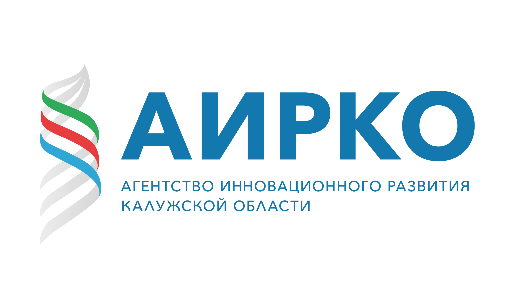 АИРКО
АГЕНТСТВО ИННОВАЦИОННОГО РАЗВИТИЯ
КАЛУЖСКОЙ ОБЛАСТИ